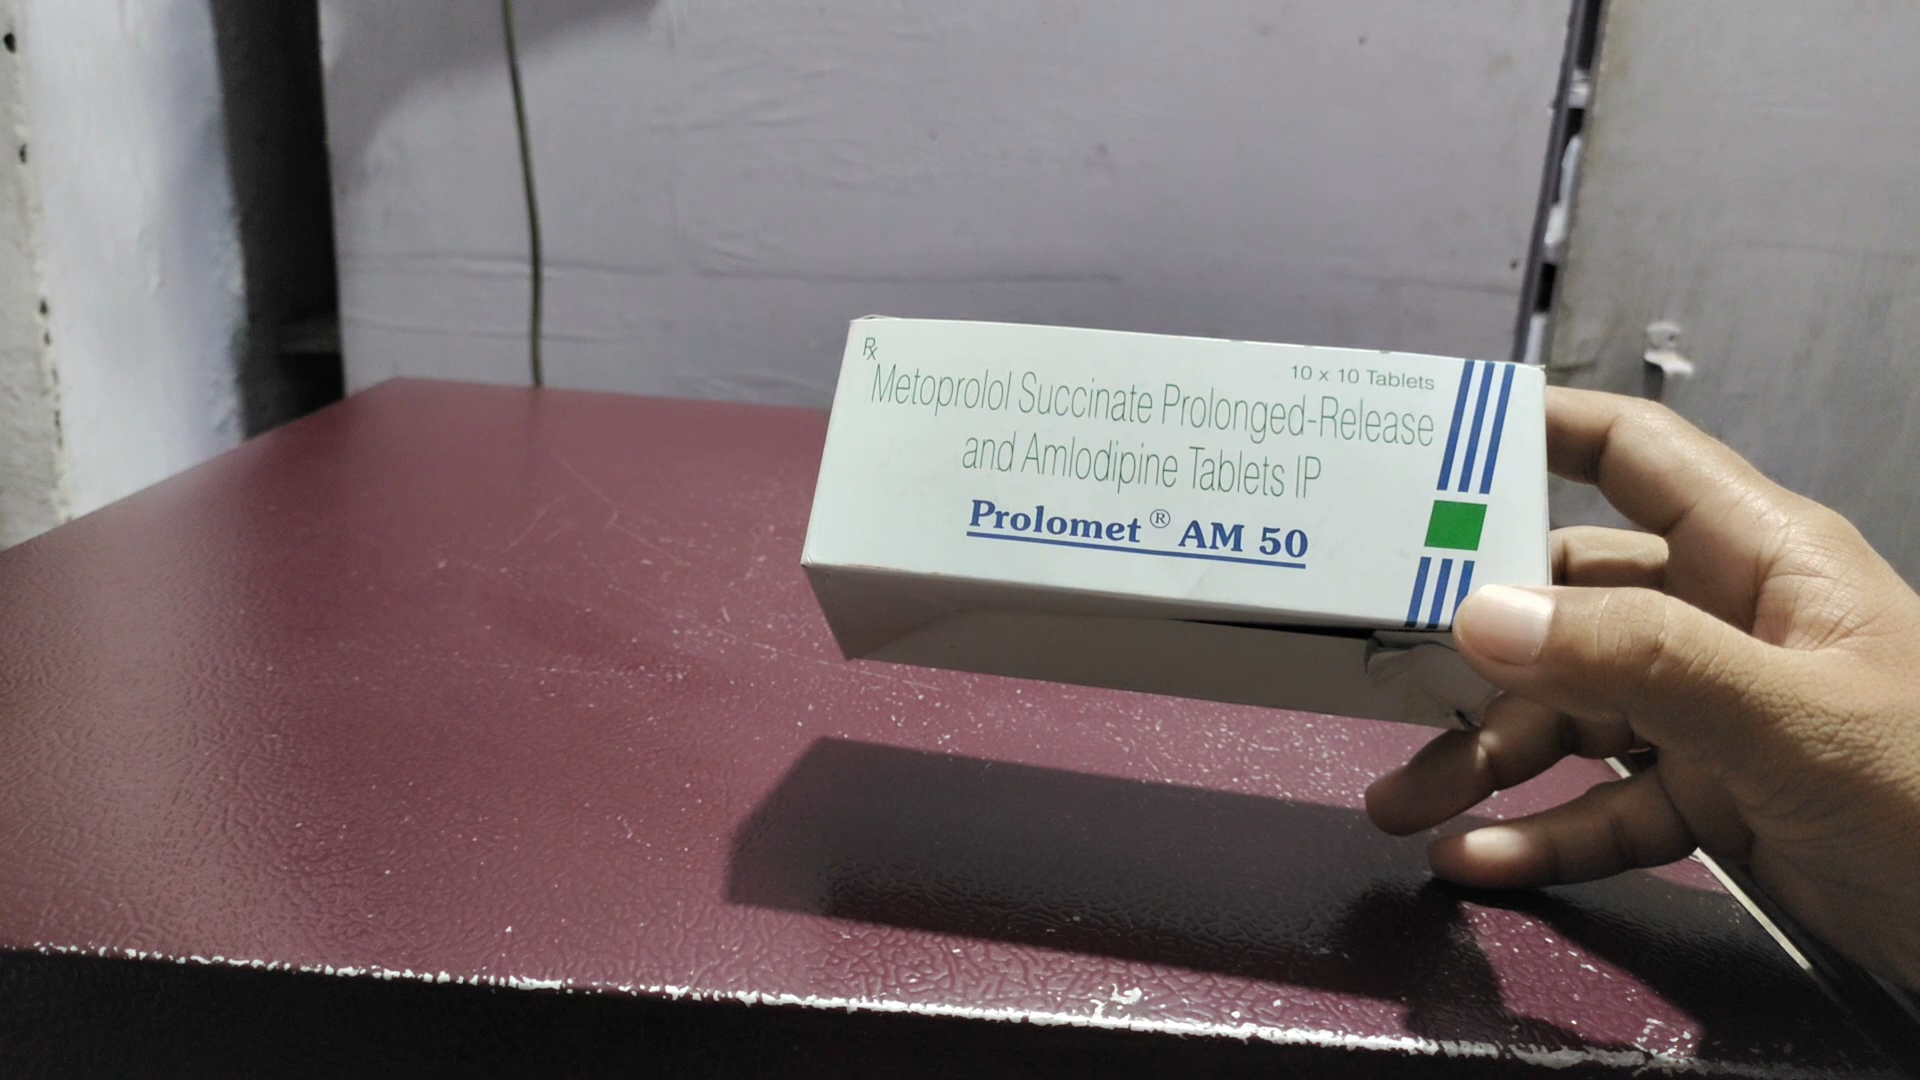 Rx
10 x 10 Tablets
Metoprolol Succinate Prolonged-Release
and Amlodipine Tablets IP
Prolomet ® AM 50